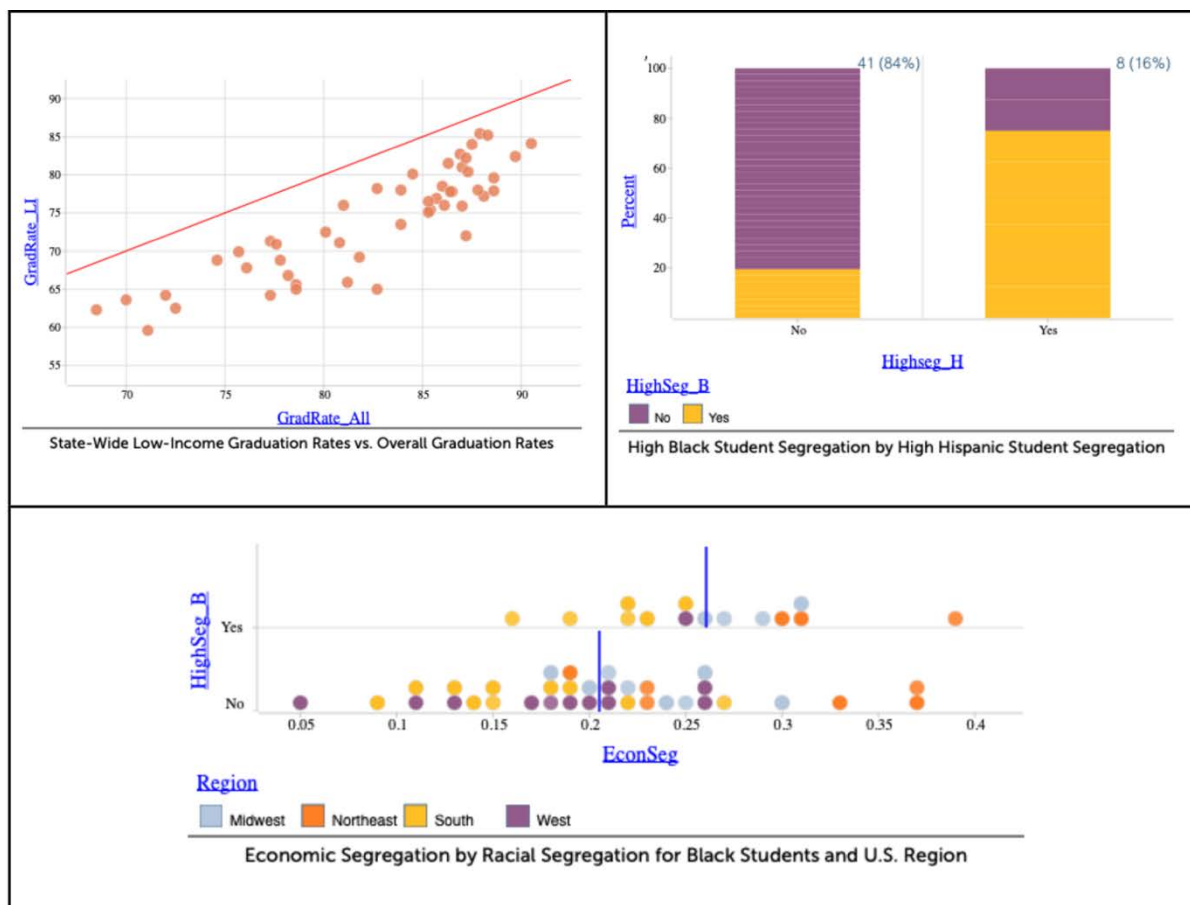 90
85
80
75
70
65
60
55
GradRate_LI
70 75 80 85 90
GradRate_All
State-Wide Low-Income Graduation Rates vs. Overall Graduation Rates
41 (84%) 8 (16%)
100
80
60
40
20
Percent
No Yes
Highseg_H
HighSeg_B
No Yes
High Black Student Segregation by High Hispanic Student Segregation
HighSeg_B
Yes
No
0.05 0.1 0.15 0.2 0.25 0.3 0.35 0.4
EconSeg
Region
Midwest Northeast South West
Economic Segregation by Racial Segregation for Black Students and U.S. Region